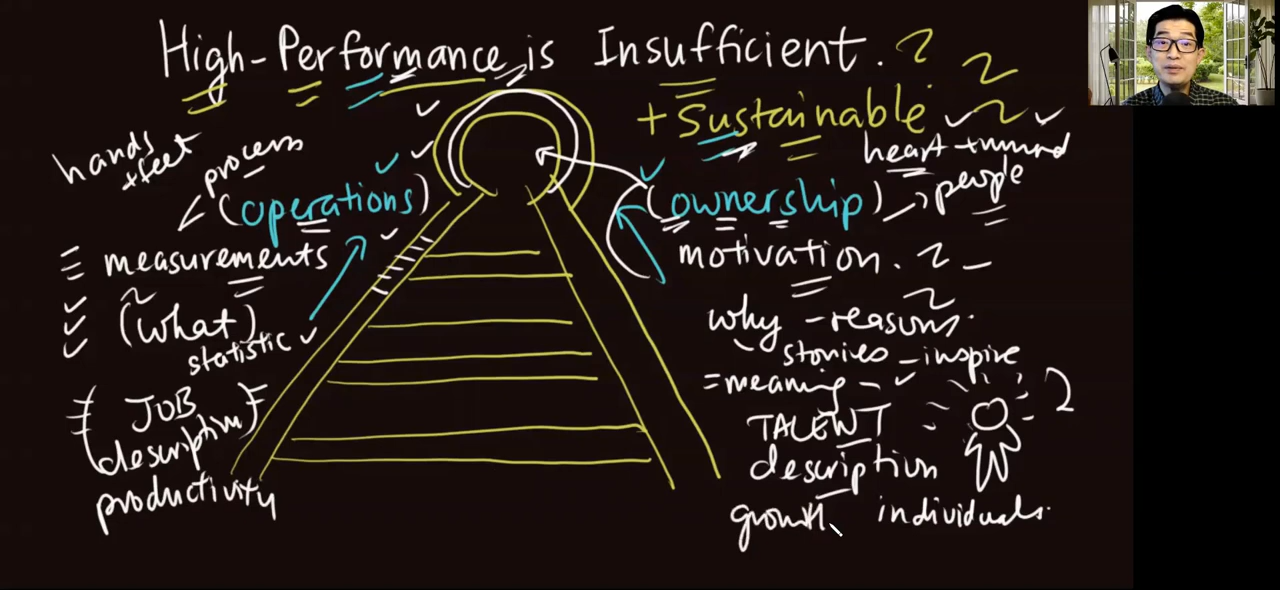 High-Performance is Insufficient.
+ Sustainable
hands
+ feet
process
(operations)
measurements
(what)
statistic
JOB
description
productivity
heart + mind
(ownership) → people
motivation.
why - reasons.
stories - inspire
= meaning -
TALENT
description
growth individuals.